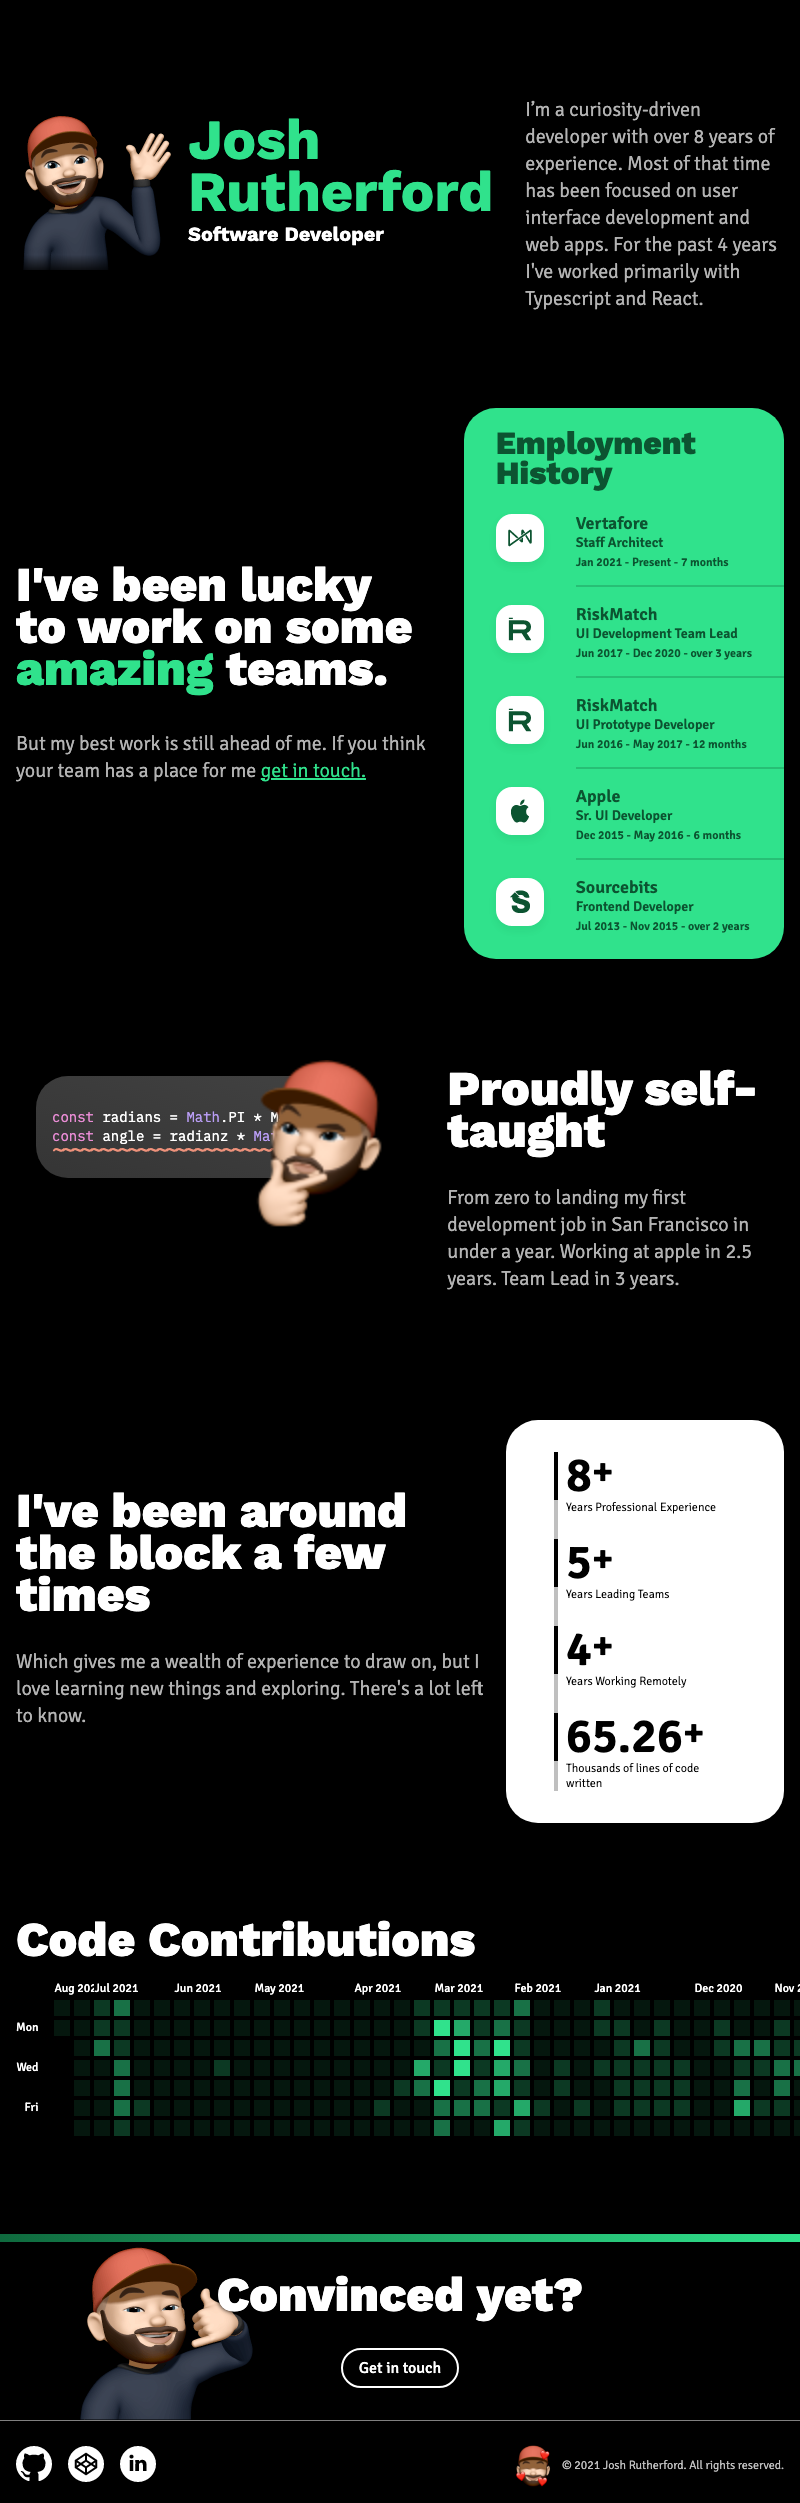 Josh
Rutherford
Software Developer
I'm a curiosity-driven
developer with over 8 years of
experience. Most of that time
has been focused on user
interface development and
web apps. For the past 4 years
I've worked primarily with
Typescript and React.
I've been lucky
to work on some
amazing teams.
But my best work is still ahead of me. If you think
your team has a place for me get in touch.
Employment
History
Vertafore
Staff Architect
Jan 2021 - Present - 7 months
RiskMatch
UI Development Team Lead
Jun 2017 - Dec 2020 - over 3 years
RiskMatch
UI Prototype Developer
Jun 2016 - May 2017 - 12 months
Apple
Sr. UI Developer
Dec 2015 - May 2016 - 6 months
Sourcebits
Frontend Developer
Jul 2013 - Nov 2015 - over 2 years
const radians = Math.PI * M
const angle = radianz * Ma
Proudly self-
taught
From zero to landing my first
development job in San Francisco in
under a year. Working at apple in 2.5
years. Team Lead in 3 years.
I've been around
the block a few
times
Which gives me a wealth of experience to draw on, but I
love learning new things and exploring. There's a lot left
to know.
8+
Years Professional Experience
5+
Years Leading Teams
4+
Years Working Remotely
65.26+
Thousands of lines of code
written
Code Contributions
Aug 202 Jul 2021 Jun 2021 May 2021 Apr 2021 Mar 2021 Feb 2021 Jan 2021 Dec 2020 Nov 2
Mon
Wed
Fri
Convinced yet?
Get in touch
in
© 2021 Josh Rutherford. All rights reserved.